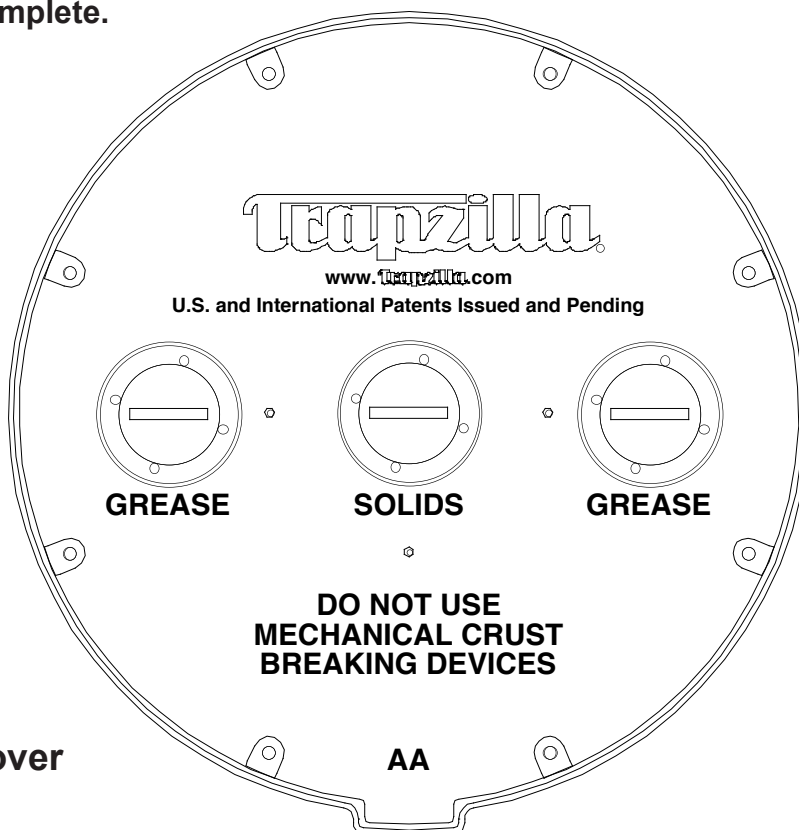 omplete.
Trapzilla®
www.Trapzilla.com
U.S. and International Patents Issued and Pending
GREASE SOLIDS GREASE
DO NOT USE
MECHANICAL CRUST
BREAKING DEVICES
over
AA